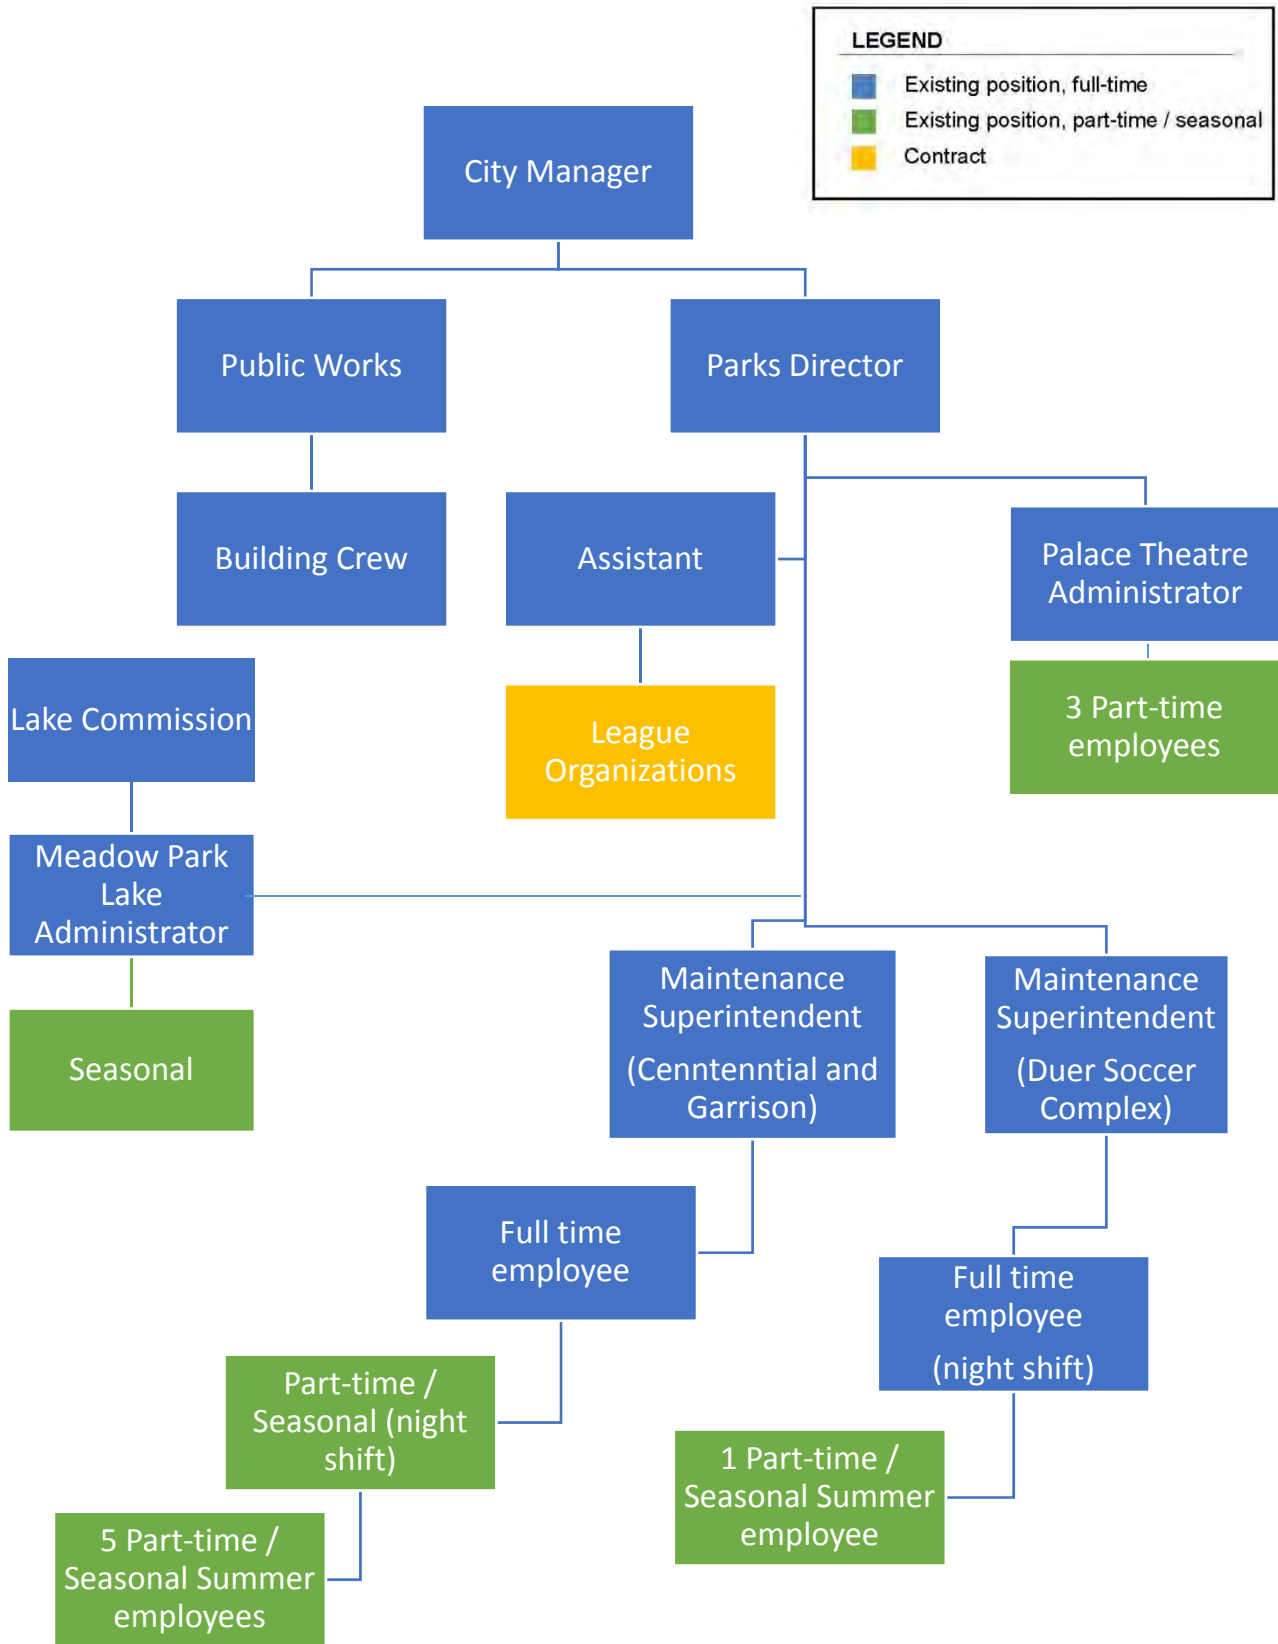 LEGEND
Existing position, full-time
Existing position, part-time / seasonal
Contract
City Manager
Public Works
Parks Director
Building Crew
Assistant
Palace Theatre
Administrator
League
Organizations
3 Part-time
employees
Lake Commission
Meadow Park
Lake
Administrator
Seasonal
Maintenance
Superintendent
(Cenntenntial and
Garrison)
Maintenance
Superintendent
(Duer Soccer
Complex)
Full time
employee
Full time
employee
(night shift)
Part-time /
Seasonal (night
shift)
1 Part-time /
Seasonal Summer
employee
5 Part-time /
Seasonal Summer
employees